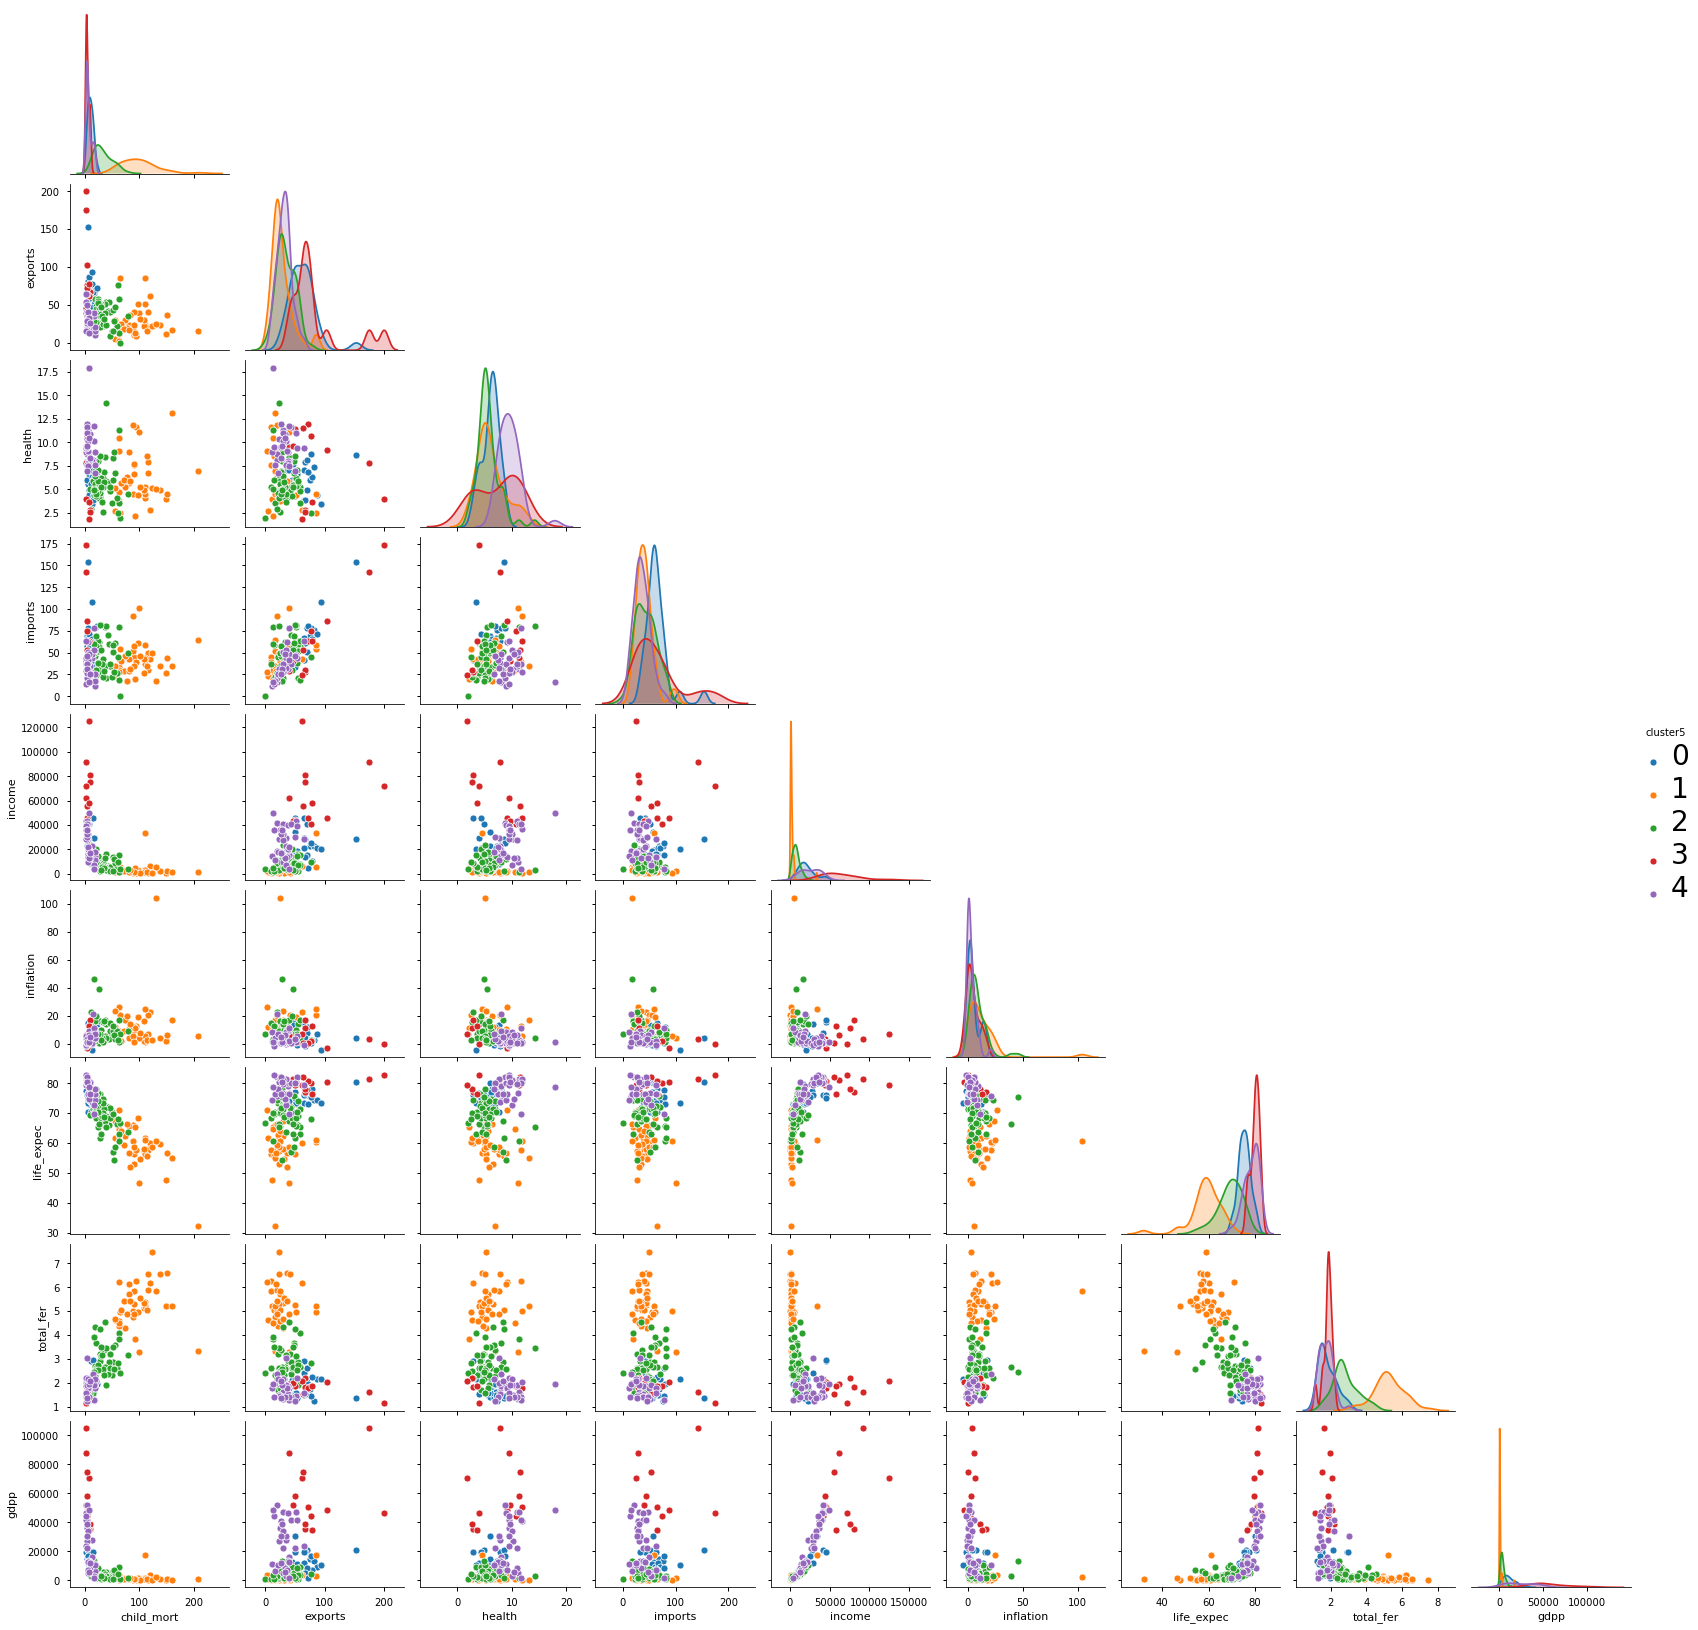 exports
200
150
100
50
0
health
17.5
15.0
12.5
10.0
7.5
5.0
2.5
imports
175
150
125
100
75
50
25
0
income
120000
100000
80000
60000
40000
20000
0
cluster5
0
1
2
3
4
inflation
100
80
60
40
20
0
life_expec
80
70
60
50
40
30
total_fer
7
6
5
4
3
2
1
gdpp
100000
80000
60000
40000
20000
0
0 100 200
child_mort
0 100 200
exports
0 10 20
health
0 100 200
imports
0 50000 100000 150000
income
0 50 100
inflation
40 60 80
life_expec
2 4 6 8
total_fer
0 50000 100000
gdpp